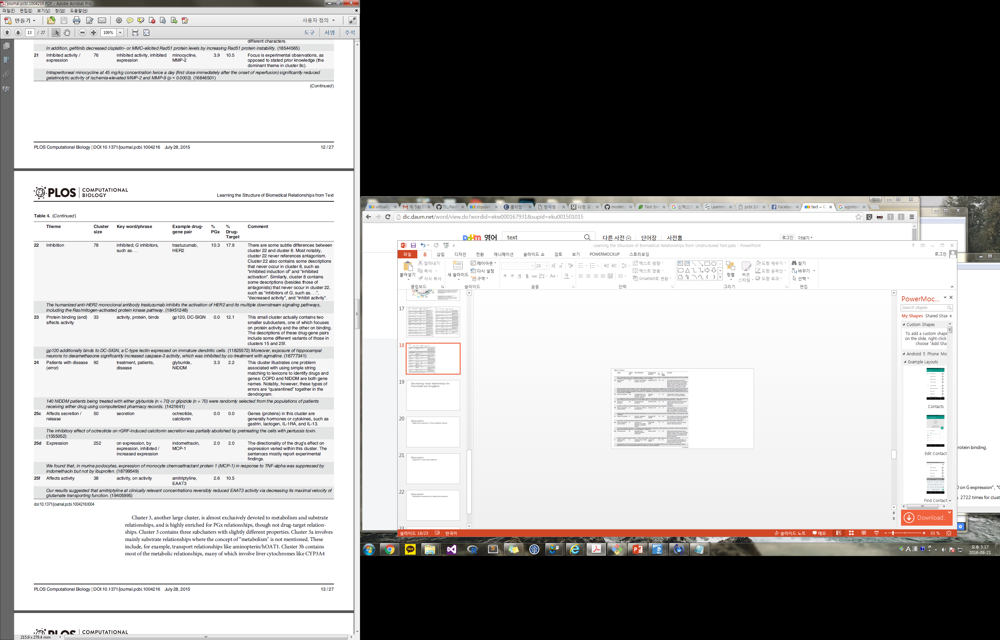 journal.pcbi.1004216.PDF - Adobe Acrobat Pro
파일(F) 편집(E) 보기(V) 창(W) 도움말(H)
만들기
사용자 정의
13 / 27
109%
도구 서명 주석
different characters.
In addition, gefitinib decreased cisplatin- or MMC-elicited Rad51 protein levels by increasing Rad51 protein instability. (18544565)
21 Inhibited activity / expression 76 inhibited activity, inhibited expression minocycline, MMP-2 3.9 10.5 Focus is experimental observations, as opposed to stated prior knowledge (the dominant theme in cluster 8c).
Intraperitoneal minocycline at 45 mg/kg concentration twice a day (first dose immediately after the onset of reperfusion) significantly reduced
gelatinolytic activity of ischemia-elevated MMP-2 and MMP-9 (p < 0.0003). (16846501)
(Continued)
PLOS Computational Biology | DOI:10.1371/journal.pcbi.1004216 July 28, 2015
12 / 27
PLOS
COMPUTATIONAL
BIOLOGY
Learning the Structure of Biomedical Relationships from Text
Table 4. (Continued)
Theme Cluster size Key word/phrase Example drug-gene pair % PGx % Drug-Target Comment
22 Inhibition 78 inhibited; G inhibitors, such as. . . trastuzumab, HER2 10.3 17.9
There are some subtle differences between
cluster 22 and cluster 8. Most notably,
cluster 22 never references antagonism.
Cluster 22 also contains some descriptions
that never occur in cluster 8, such as
“inhibited induction of” and “inhibited
activation”. Similarly, cluster 8 contains
some descriptions (besides those of
antagonists) that never occur in cluster 22,
such as “inhibitors of G, such as. . .”,
“decreased activity”, and “inhibit activity”.
The humanized anti-HER2 monoclonal antibody trastuzumab inhibits the activation of HER2 and its multiple downstream signaling pathways,
including the Ras/mitogen-activated protein kinase pathway. (18451248)
23 Protein binding (and) affects activity 33 activity, protein, binds gp120, DC-SIGN 0.0 12.1
This small cluster actually contains two
smaller subclusters, one of which focuses
on protein activity and the other on binding.
The descriptions of these drug-gene pairs
include some different variants of those in
clusters 15 and 25f.
gp120 additionally binds to DC-SIGN, a C-type lectin expressed on immature dendritic cells. (11825572) Moreover, exposure of hippocampal
neurons to dexamethasone significantly increased caspase-3 activity, which was inhibited by co-treatment with agmatine. (16777341)
24 Patients with disease (error) 92 treatment, patients, disease glyburide, NIDDM 3.3 2.2
This cluster illustrates one problem
associated with using simple string
matching to lexicons to identify drugs and
genes: COPD and NIDDM are both gene
names. Notably, however, these types of
errors are “quarantined” together in the
dendrogram.
140 NIDDM patients being treated with either glyburide (n = 70) or glipizide (n = 70) were randomly selected from the populations of patients
receiving either drug using computerized pharmacy records. (1421641)
25c Affects secretion / release 50 secretion octreotide, calcitonin 0.0 0.0
Genes (proteins) in this cluster are
generally hormones or cytokines, such as
gastrin, lactogen, IL-1RA, and IL-13.
The inhibitory effect of octreotide on rGRF-induced calcitonin secretion was partially abolished by pretreating the cells with pertussis toxin.
(1355052)
25d Expression 252 on expression, by expression, inhibited / increased expression indomethacin, MCP-1 2.0 2.0
The directionality of the drug's effect on
expression varied within this cluster. The
sentences mostly report experimental
findings.
We found that, in murine podocytes, expression of monocyte chemoattractant protein 1 (MCP-1) in response to TNF-alpha was suppressed by
indomethacin but not by ibuprofen. (18799549)
25f Affects activity 38 activity, on activity amitriptyline, EAAT3 2.6 10.5
Our results suggested that amitriptyline at clinically relevant concentrations reversibly reduced EAAT3 activity via decreasing its maximal velocity of
glutamate transporting function. (19405995)
doi:10.1371/journal.pcbi.1004216.t004
Cluster 3, another large cluster, is almost exclusively devoted to metabolism and substrate
relationships, and is highly enriched for PGx relationships, though not drug-target relation-
ships. Cluster 3 contains three subclusters with slightly different properties. Cluster 3a involves
mainly substrate relationships where the concept of “metabolism” is not mentioned. These
include, for example, transport relationships like aminopterin/hOAT1. Cluster 3b contains
most of the metabolic relationships, many of which involve liver cytochromes like CYP3A4
PLOS Computational Biology | DOI:10.1371/journal.pcbi.1004216 July 28, 2015
13 / 27
COMPUTATIONAL
215.9 x 279.4 mm
virtually 제 5회 TIL/Revi stipulati 클리앙 한국형 대형 포 models/ Test Enc 신택스 Learning pcbi.100 Faceboo text – D agonism
민석
dic.daum.net/word/view.do?wordid=ekw000167931&supid=eku001501015
Daum 영어 text 다른 사전 단어장 사전홈 로그인 더보기
Learning the Structure of Biomedical Relationships from Unstructured Text.pptx - PowerPoint
파일 홈 삽입 디자인 전환 애니메이션 슬라이드 쇼 검토 보기 POWERMOCKUP 스토리보딩 로그인
붙여넣기 잘라내기 복사 서식 복사 클립보드
새 슬라이드 레이아웃 다시 설정 구역 슬라이드
28 글꼴
텍스트 방향 텍스트 맞춤 SmartArt로 변환 단락
정렬 빠른 스타일 도형 채우기 도형 윤곽선 도형 효과 그리기
찾기 바꾸기 선택 편집
17
18
19
Discovering novel relationships for
PharmGKB and DrugBank
20
Discussion
- Relationship extraction in the biomedical domain
21
Discussion
- Support for corpus-level inference
22
Discussion
- Distributional semantics for relationship extraction
23
PowerMoc...
Search shapes
My Shapes Shared Sha
Custom Shapes
To add a custom shape
on the slide, right-click
choose "Add Sha
Android 5 Phone Mo
Example Layouts
Contacts
Edit Contact
Find Contact
Download..
rotein binding.
D on G expression”, “
. 2722 times for clust
슬라이드 18/23 한국어 슬라이드 노트 메모 33 %
TALK
A 漢
오후 5:17
2016-08-21